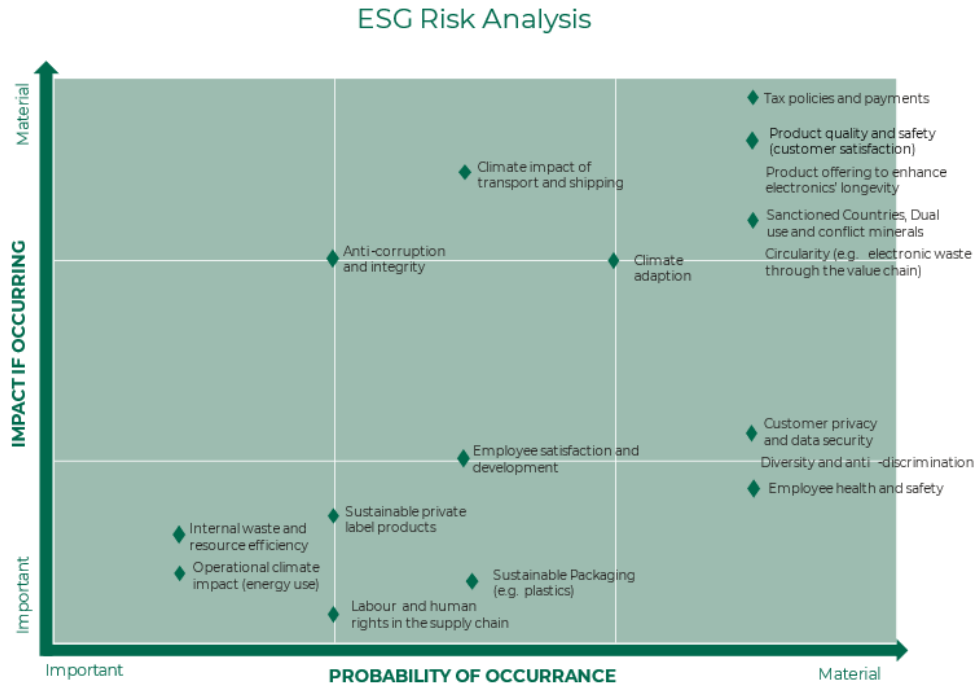 ESG Risk Analysis
Material
IMPACT IF OCCURRING
Important
Tax policies and payments
Product quality and safety
(customer satisfaction)
Climate impact of
transport and shipping
Product offering to enhance
electronics' longevity
Sanctioned Countries, Dual
use and conflict minerals
Anti-corruption
and integrity
Climate
adaption
Circularity (e.g. electronic waste
through the value chain)
Customer privacy
and data security
Employee satisfaction and
development
Diversity and anti -discrimination
Employee health and safety
Sustainable private
label products
Internal waste and
resource efficiency
Operational climate
impact (energy use)
Sustainable Packaging
(e.g. plastics)
Labour and human
rights in the supply chain
Important
PROBABILITY OF OCCURRANCE
Material